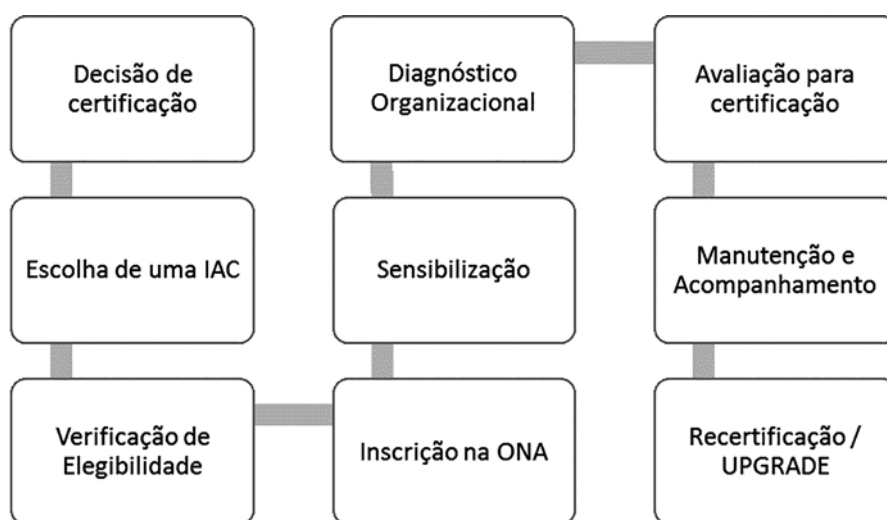 Decisão de
certificação
Escolha de uma IAC
Verificação de
Elegibilidade
Inscrição na ONA
Sensibilização
Diagnóstico
Organizacional
Avaliação para
certificação
Manutenção e
Acompanhamento
Recertificação /
UPGRADE